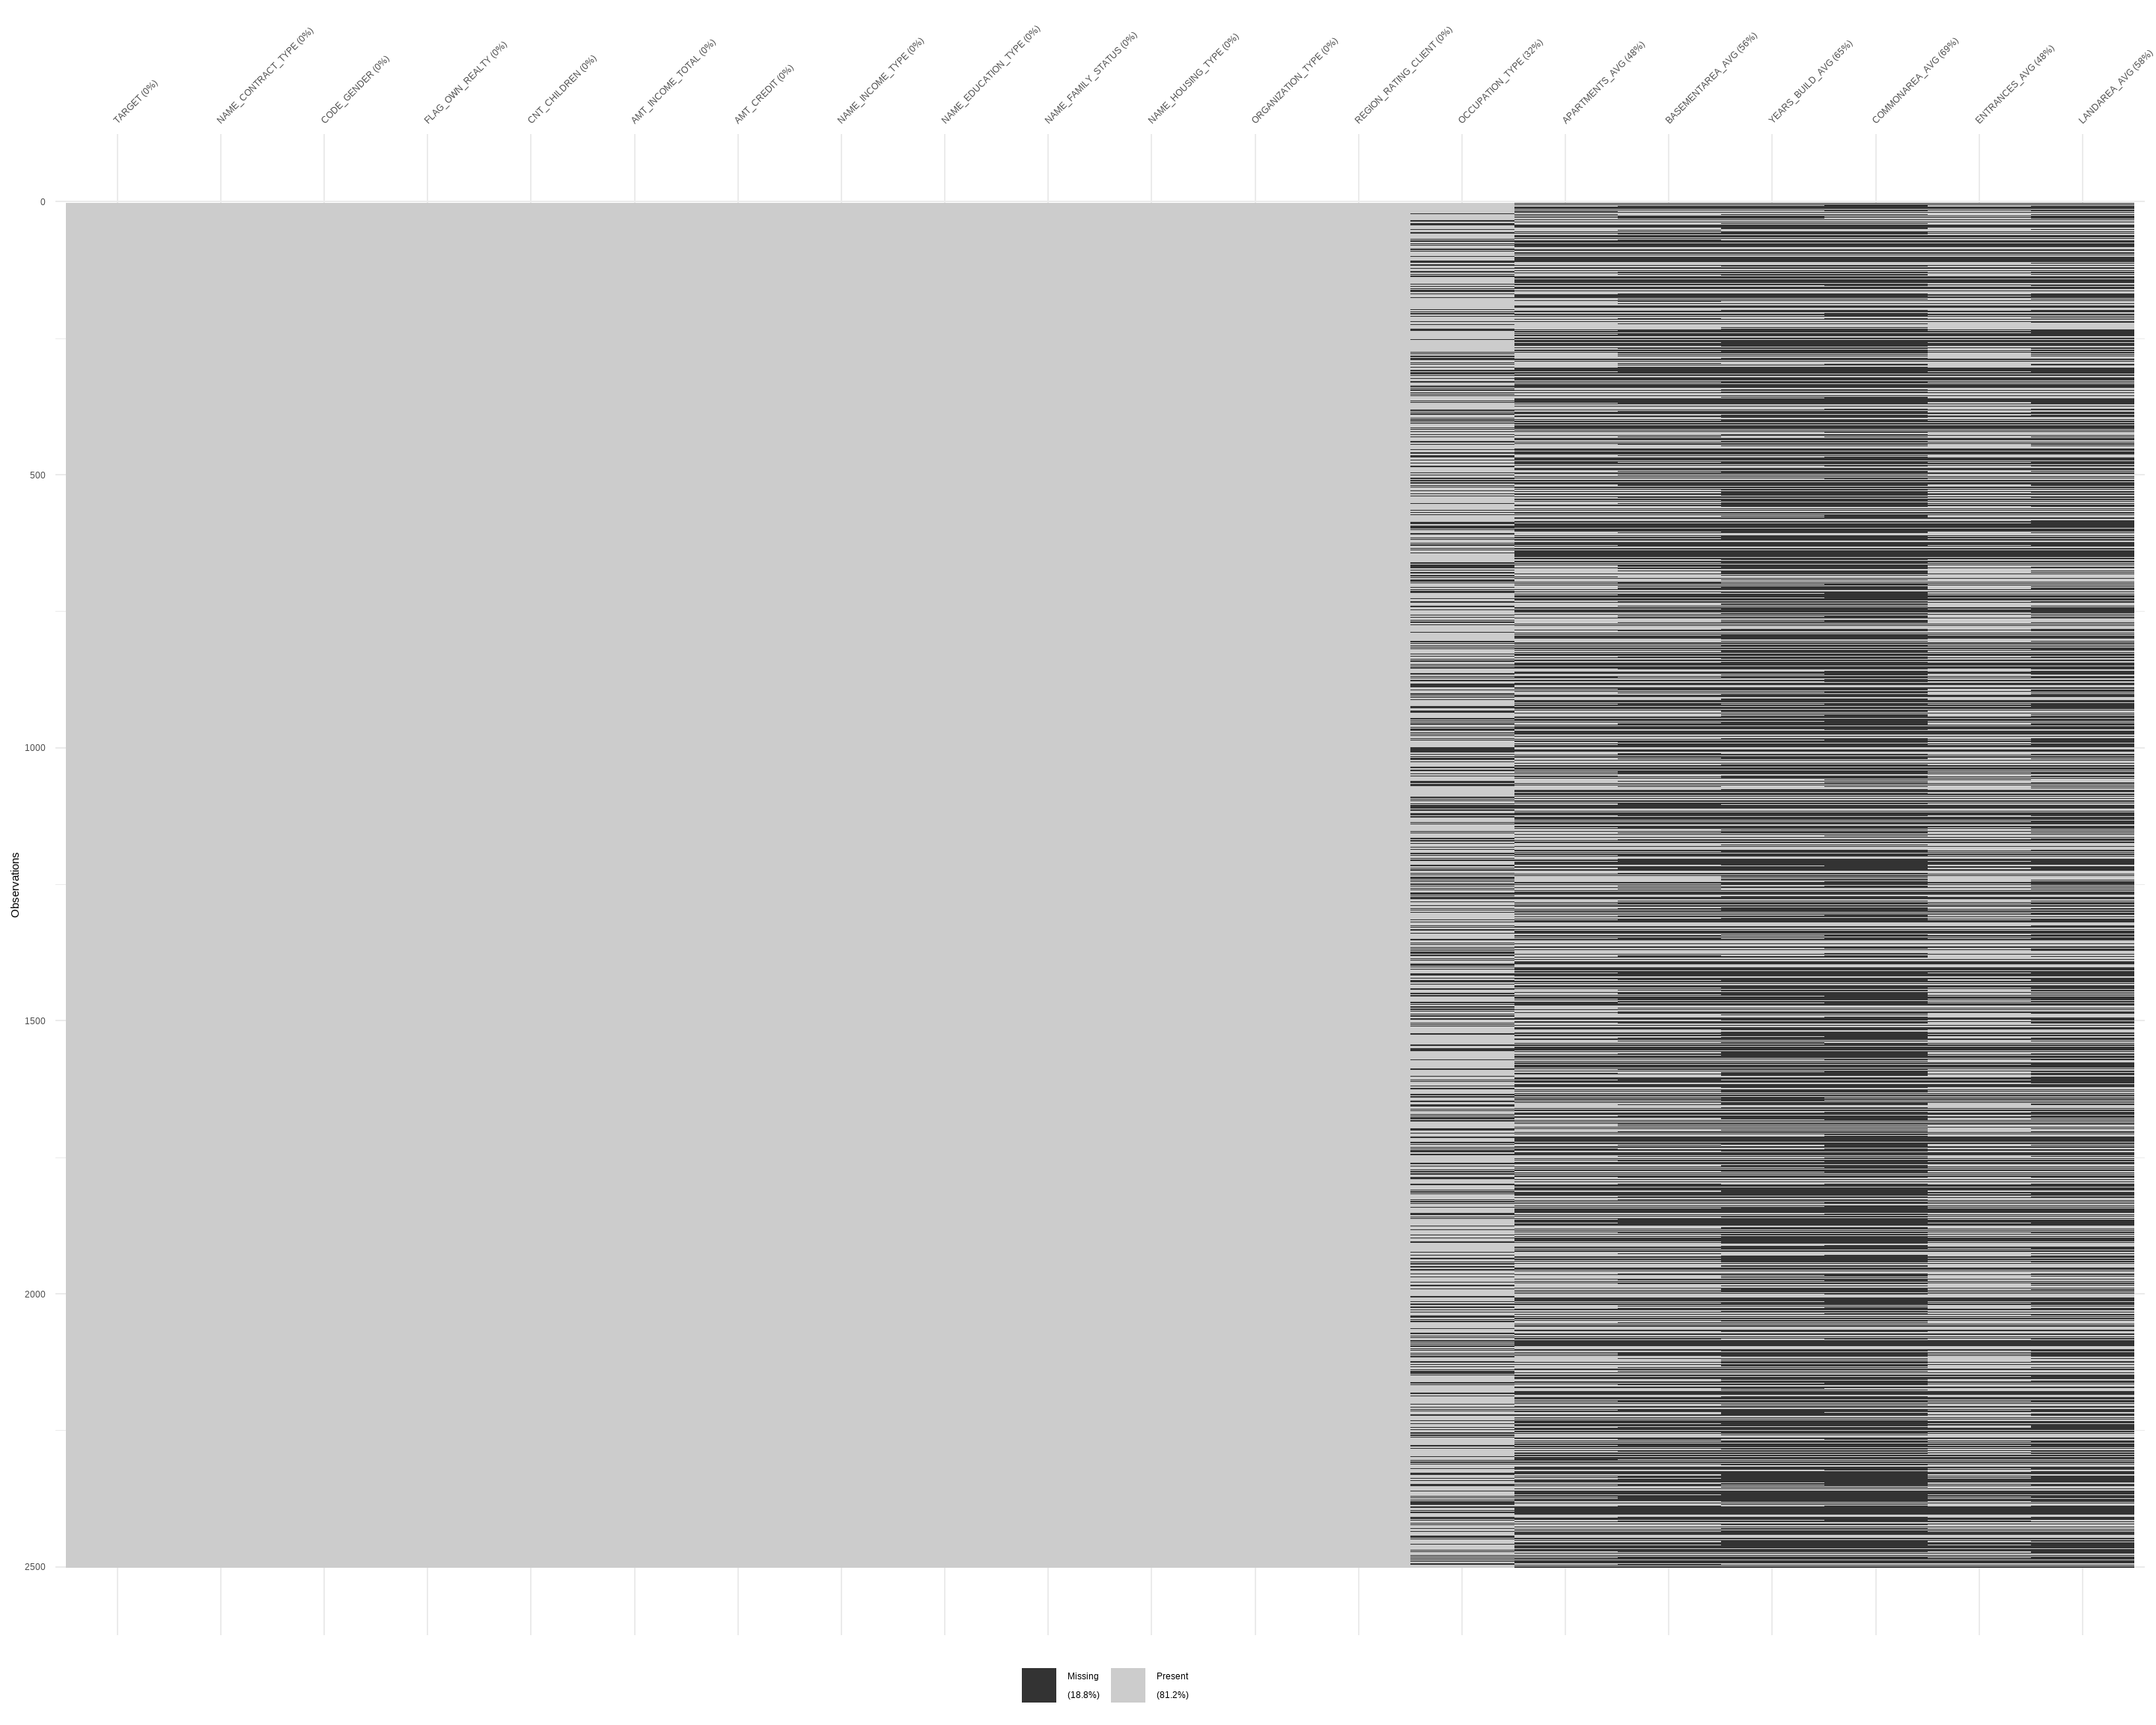 TARGET (0%)
NAME_CONTRACT_TYPE (0%)
CODE_GENDER (0%)
FLAG_OWN_REALTY (0%)
CNT_CHILDREN (0%)
AMT_INCOME_TOTAL (0%)
AMT_CREDIT (0%)
NAME_INCOME_TYPE (0%)
NAME_EDUCATION_TYPE (0%)
NAME_FAMILY_STATUS (0%)
NAME_HOUSING_TYPE (0%)
ORGANIZATION_TYPE (0%)
REGION_RATING_CLIENT (0%)
OCCUPATION_TYPE (32%)
APARTMENTS_AVG (48%)
BASEMENTAREA_AVG (56%)
YEARS_BUILD_AVG (65%)
COMMONAREA_AVG (69%)
ENTRANCES_AVG (48%)
LANDAREA_AVG (58%)
0
500
1000
1500
2000
2500
Observations
Missing
(18.8%)
Present
(81.2%)